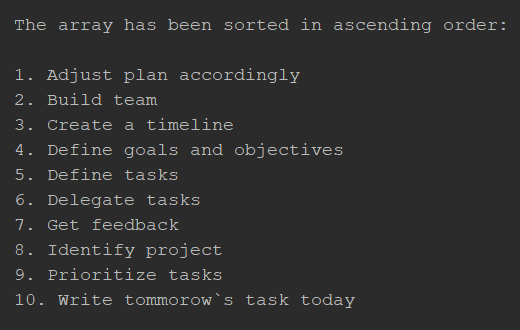 The array has been sorted in ascending order:
1. Adjust plan accordingly
2. Build team
3. Create a timeline
4. Define goals and objectives
5. Define tasks
6. Delegate tasks
7. Get feedback
8. Identify project
9. Prioritize tasks
10. Write tommorow`s task today